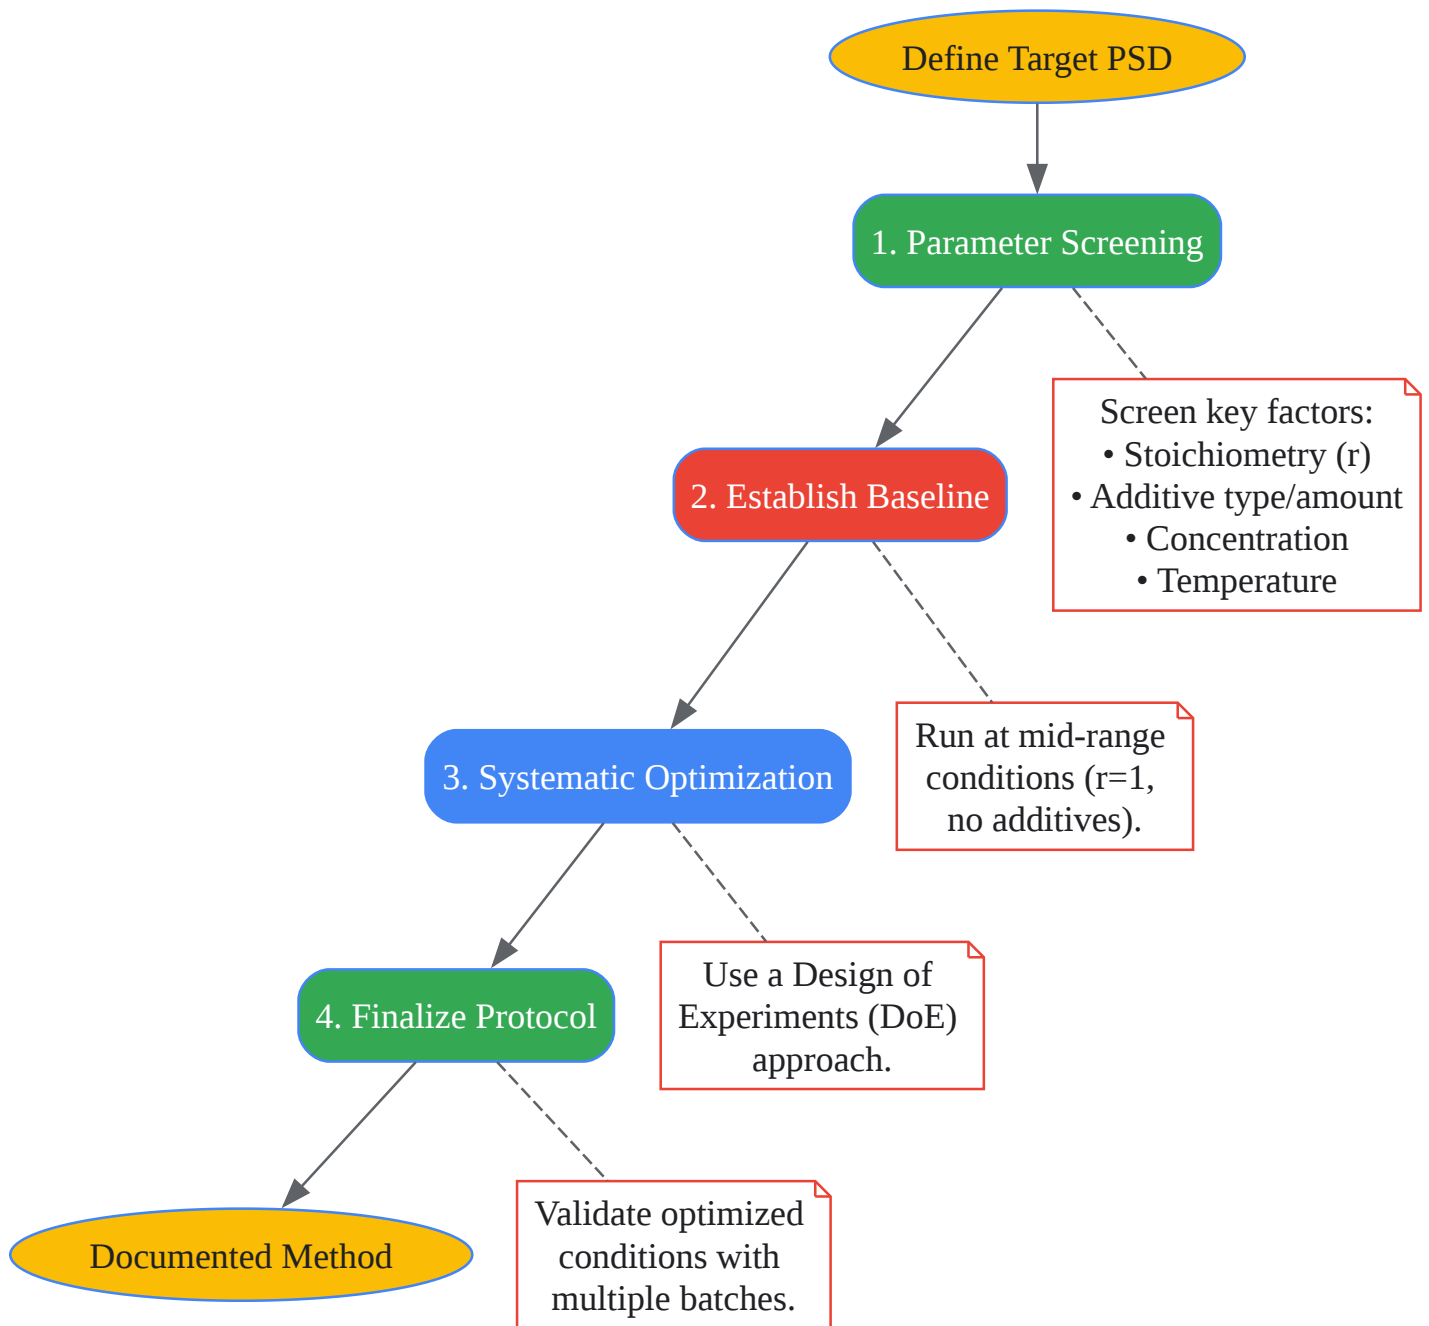 Define Target PSD
1. Parameter Screening
Screen key factors:
• Stoichiometry (r)
• Additive type/amount
• Concentration
• Temperature
2. Establish Baseline
Run at mid-range
conditions (r=1,
no additives).
3. Systematic Optimization
Use a Design of
Experiments (DoE)
approach.
4. Finalize Protocol
Validate optimized
conditions with
multiple batches.
Documented Method